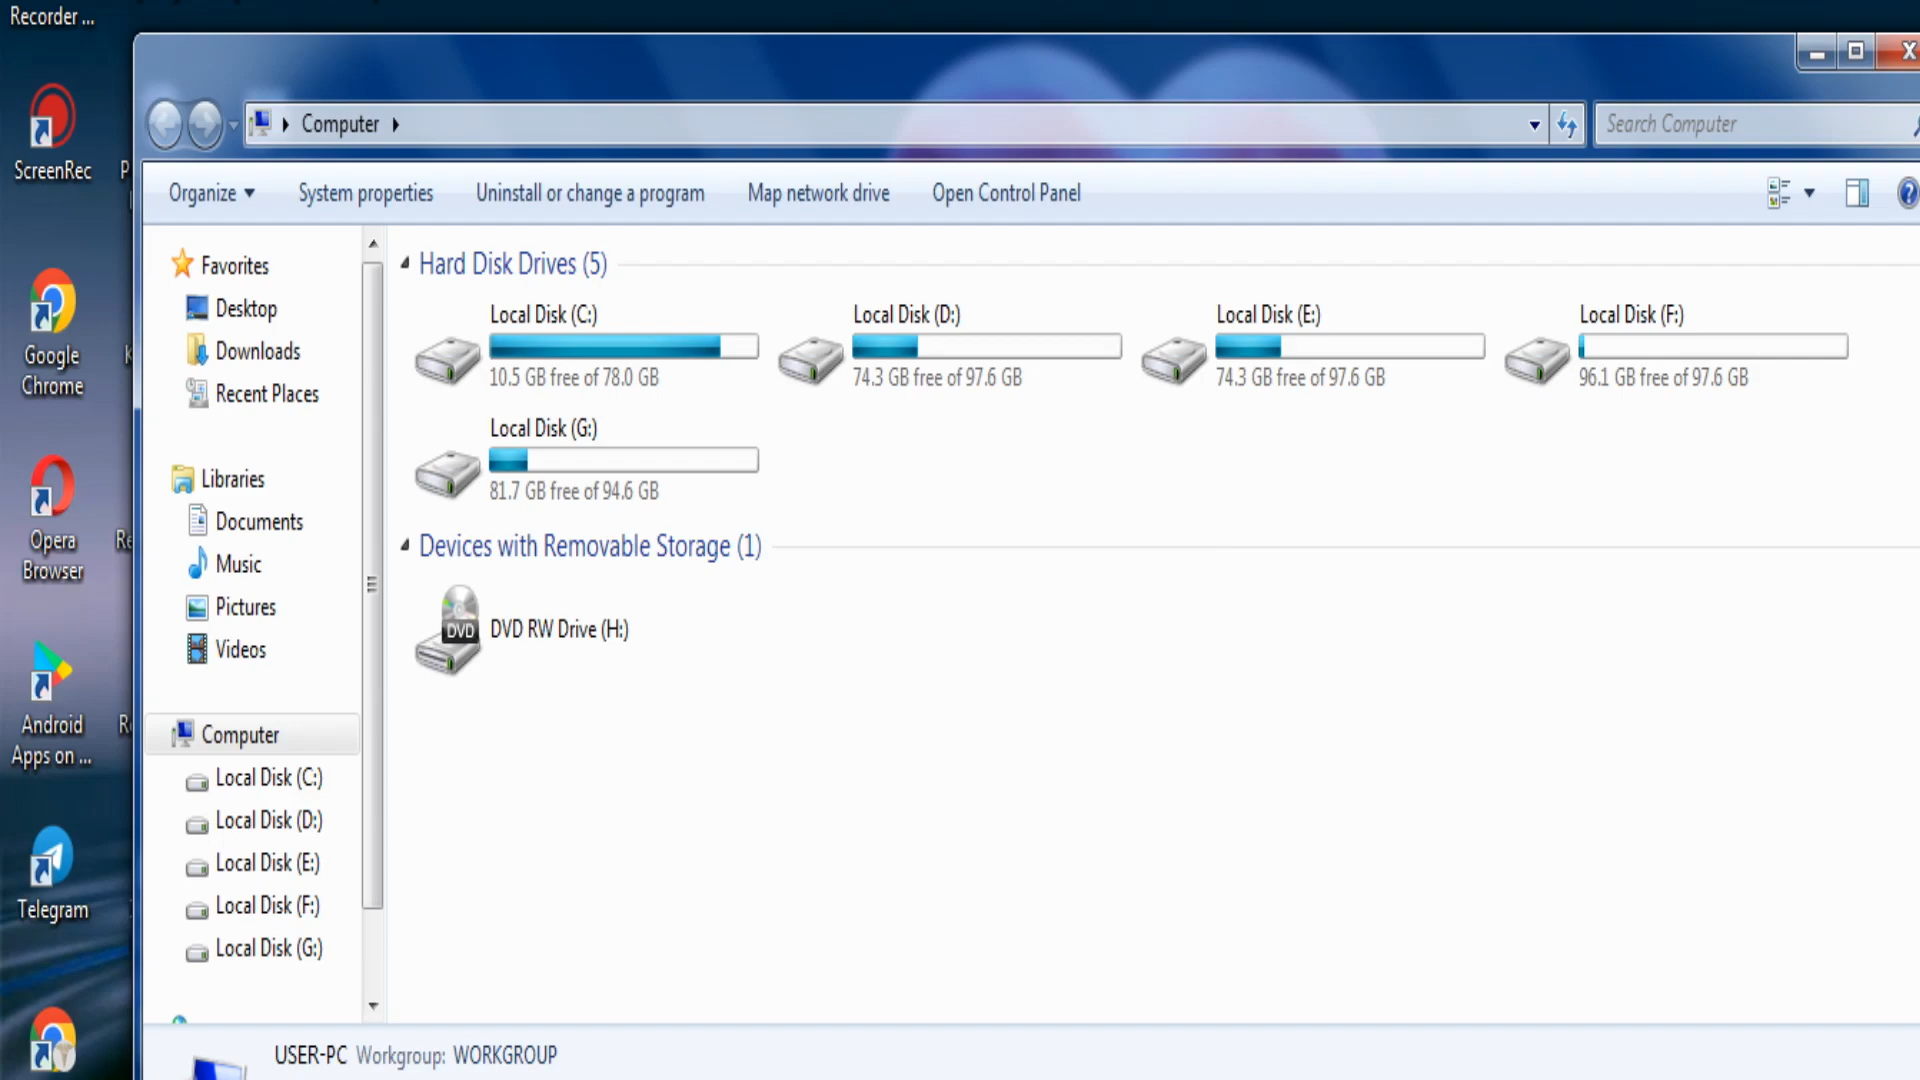 Recorder ...
ScreenRec
Google
Chrome
Opera
Browser
Android
Apps on ...
Telegram
Computer
Search Computer
Organize
System properties
Uninstall or change a program
Map network drive
Open Control Panel
Favorites
Desktop
Downloads
Recent Places
Libraries
Documents
Music
Pictures
Videos
Computer
Local Disk (C:)
Local Disk (D:)
Local Disk (E:)
Local Disk (F:)
Local Disk (G:)
Hard Disk Drives (5)
Local Disk (C:)
10.5 GB free of 78.0 GB
Local Disk (D:)
74.3 GB free of 97.6 GB
Local Disk (E:)
74.3 GB free of 97.6 GB
Local Disk (F:)
96.1 GB free of 97.6 GB
Local Disk (G:)
81.7 GB free of 94.6 GB
Devices with Removable Storage (1)
DVD
DVD RW Drive (H:)
USER-PC Workgroup: WORKGROUP